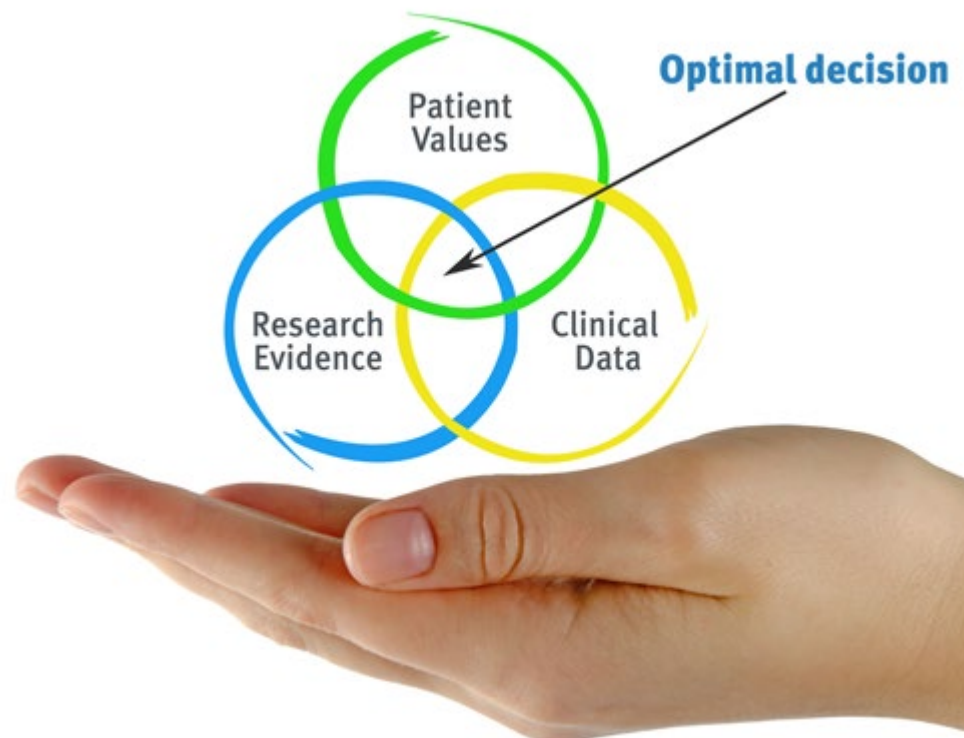 Optimal decision
Patient
Values
Research
Evidence
Clinical
Data